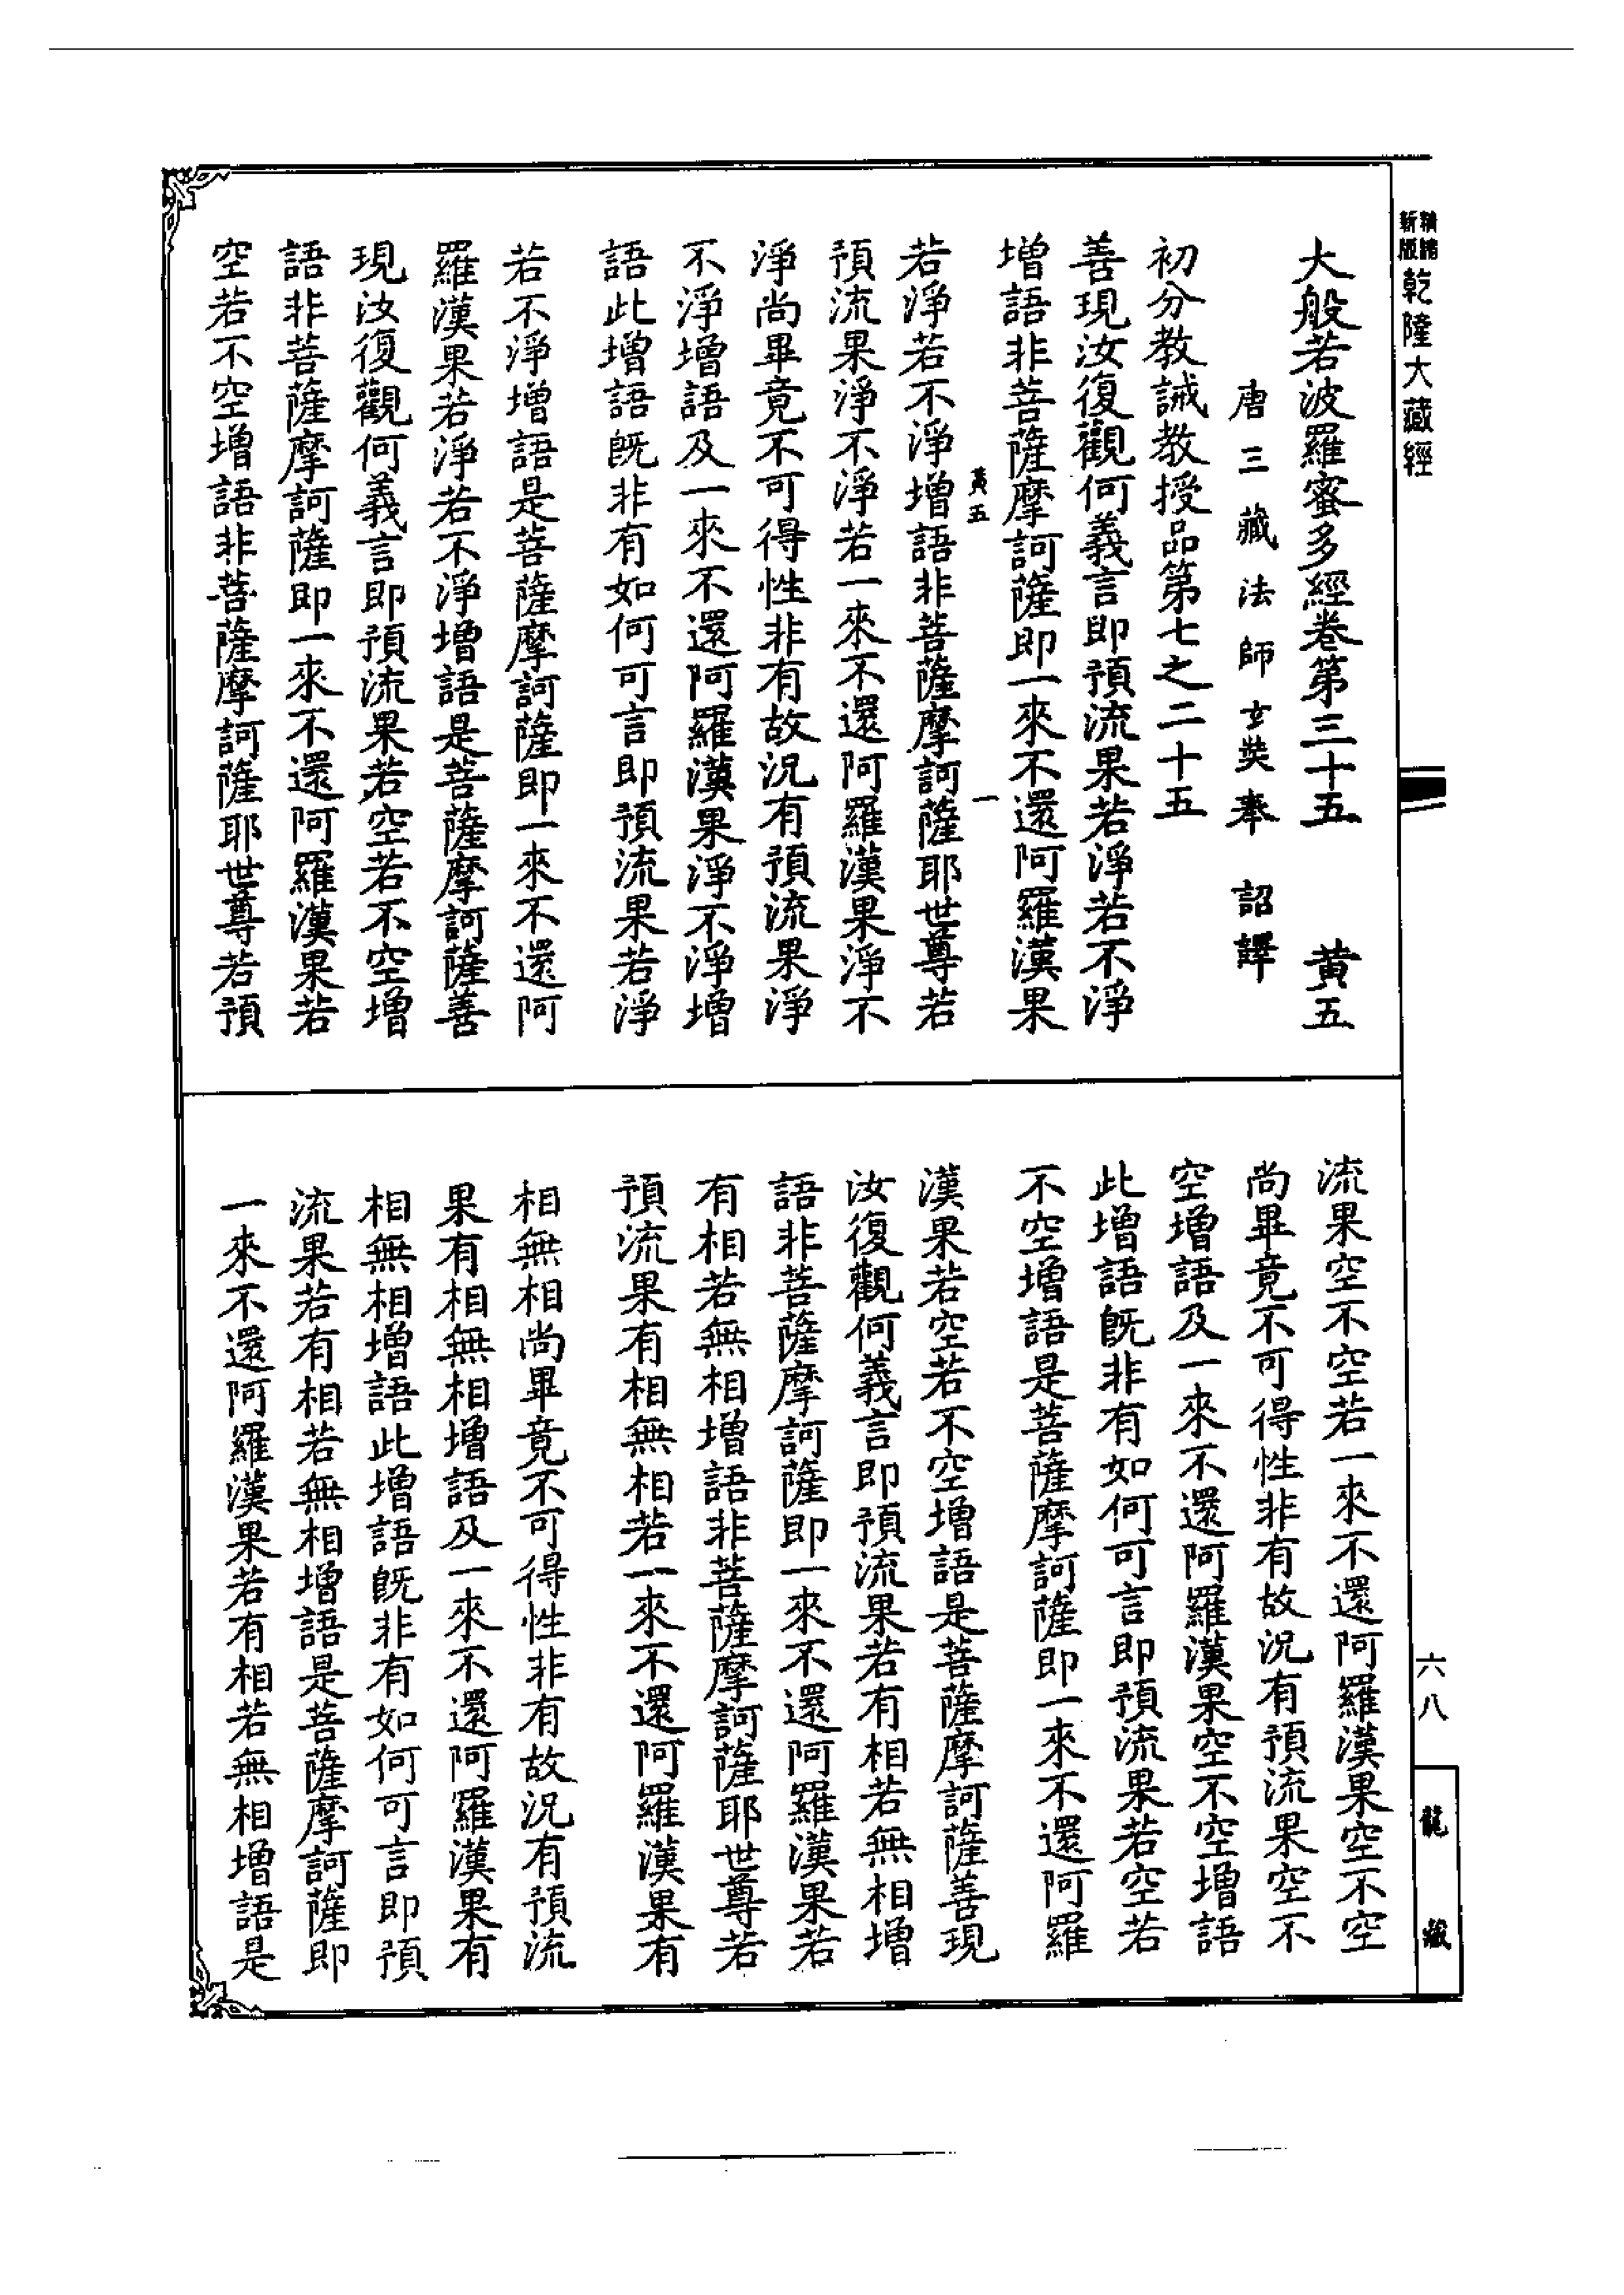 精縮新版乾隆大藏經
大般若波羅蜜多經卷第三十五　黃五
唐三藏法師玄奘奉　詔譯
初分教誡教授品第七之二十五
善現汝復觀何義言即預流果若淨若不淨
增語非菩薩摩訶薩即一來不還阿羅漢果
黃五　一
若淨若不淨增語非菩薩摩訶薩耶世尊若
預流果淨不淨若一來不還阿羅漢果淨不
淨尚畢竟不可得性非有故況有預流果淨
不淨增語及一來不還阿羅漢果淨不淨增
語此增語既非有如何可言即預流果若淨
若不淨增語是菩薩摩訶薩即一來不還阿
羅漢果若淨若不淨增語是菩薩摩訶薩善
現汝復觀何義言即預流果若空若不空增
語非菩薩摩訶薩即一來不還阿羅漢果若
空若不空增語非菩薩摩訶薩耶世尊若預
流果空不空若一來不還阿羅漢果空不空
尚畢竟不可得性非有故況有預流果空不
空增語及一來不還阿羅漢果空不空增語
此增語既非有如何可言即預流果若空若
不空增語是菩薩摩訶薩即一來不還阿羅
漢果若空若不空增語是菩薩摩訶薩善現
汝復觀何義言即預流果若有相若無相增
語非菩薩摩訶薩即一來不還阿羅漢果若
有相若無相增語非菩薩摩訶薩耶世尊若
預流果有相無相若一來不還阿羅漢果有
相無相尚畢竟不可得性非有故況有預流
果有相無相增語及一來不還阿羅漢果有
相無相增語此增語既非有如何可言即預
流果若有相若無相增語是菩薩摩訶薩即
一來不還阿羅漢果若有相若無相增語是
六八
龍藏